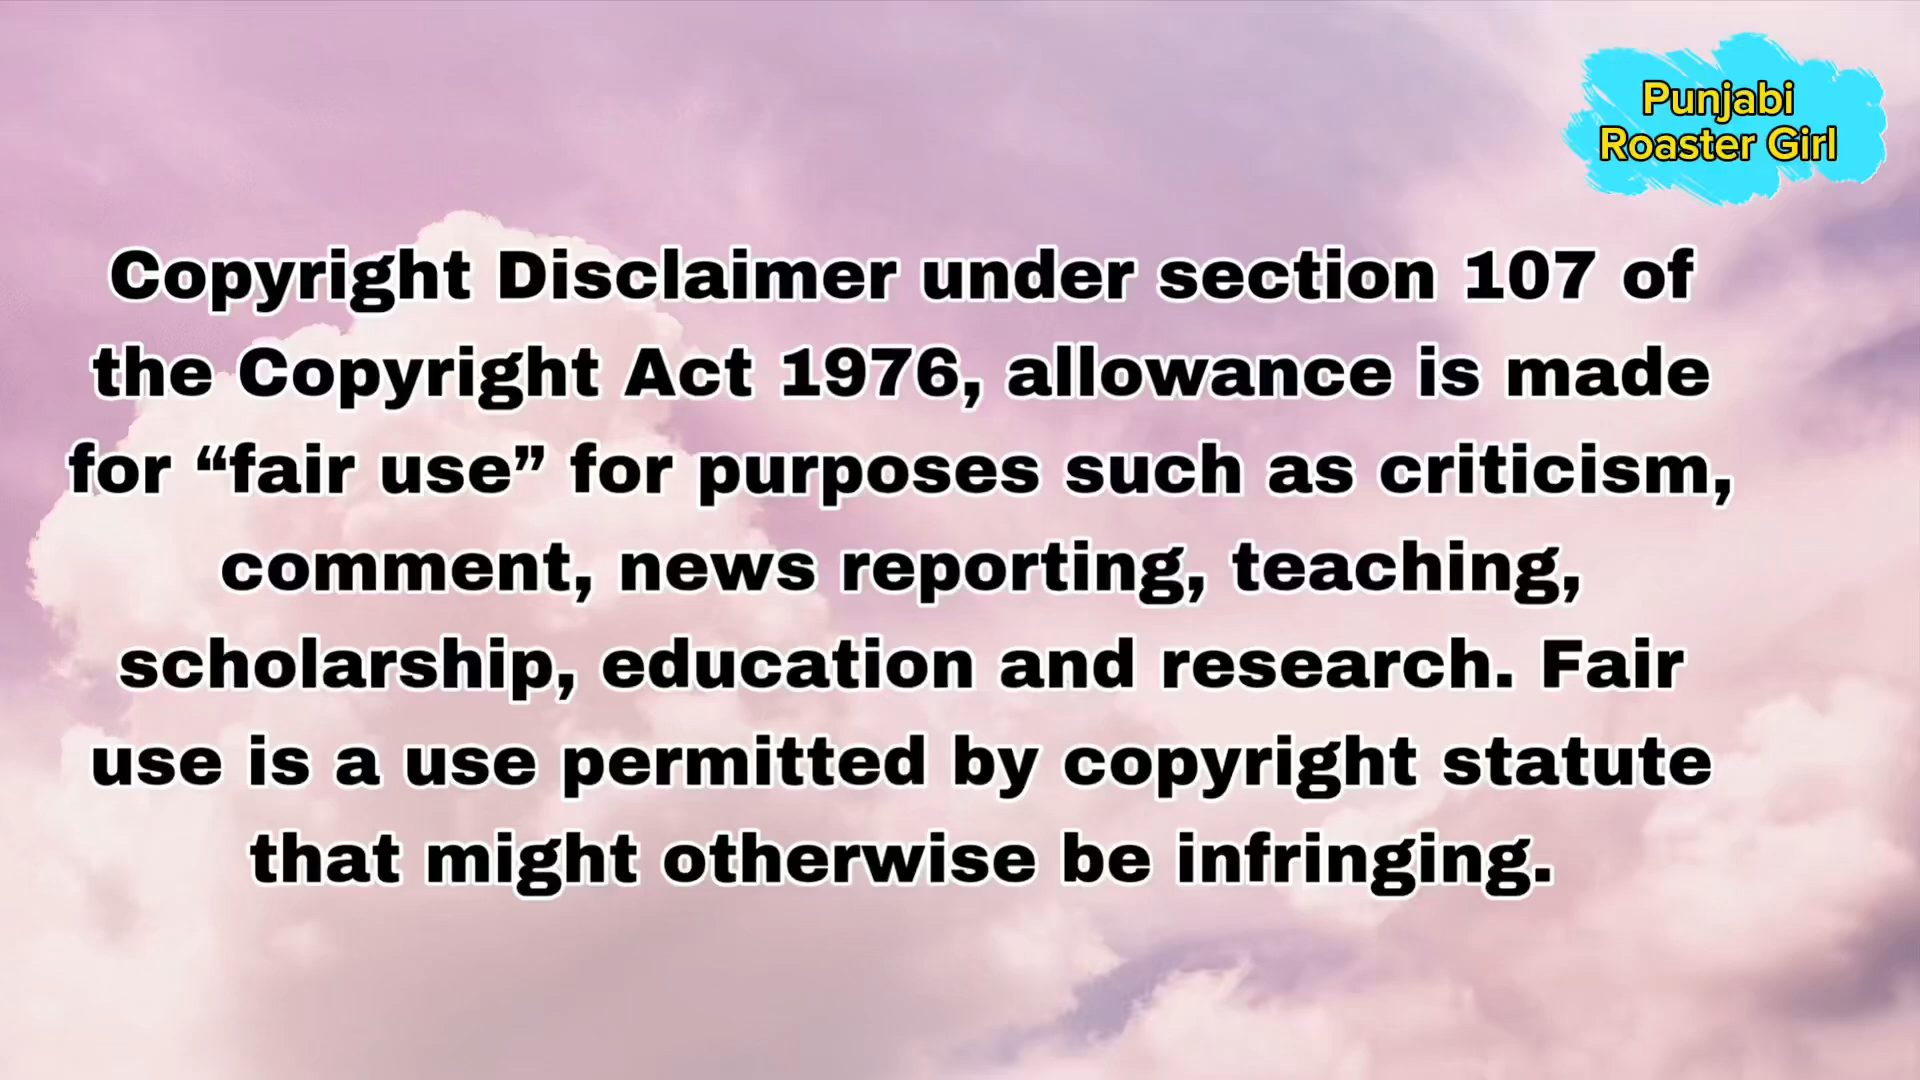 Punjabi
Roaster Girl
Copyright Disclaimer under section 107 of
the Copyright Act 1976, allowance is made
for “fair use” for purposes such as criticism,
comment, news reporting, teaching,
scholarship, education and research. Fair
use is a use permitted by copyright statute
that might otherwise be infringing.